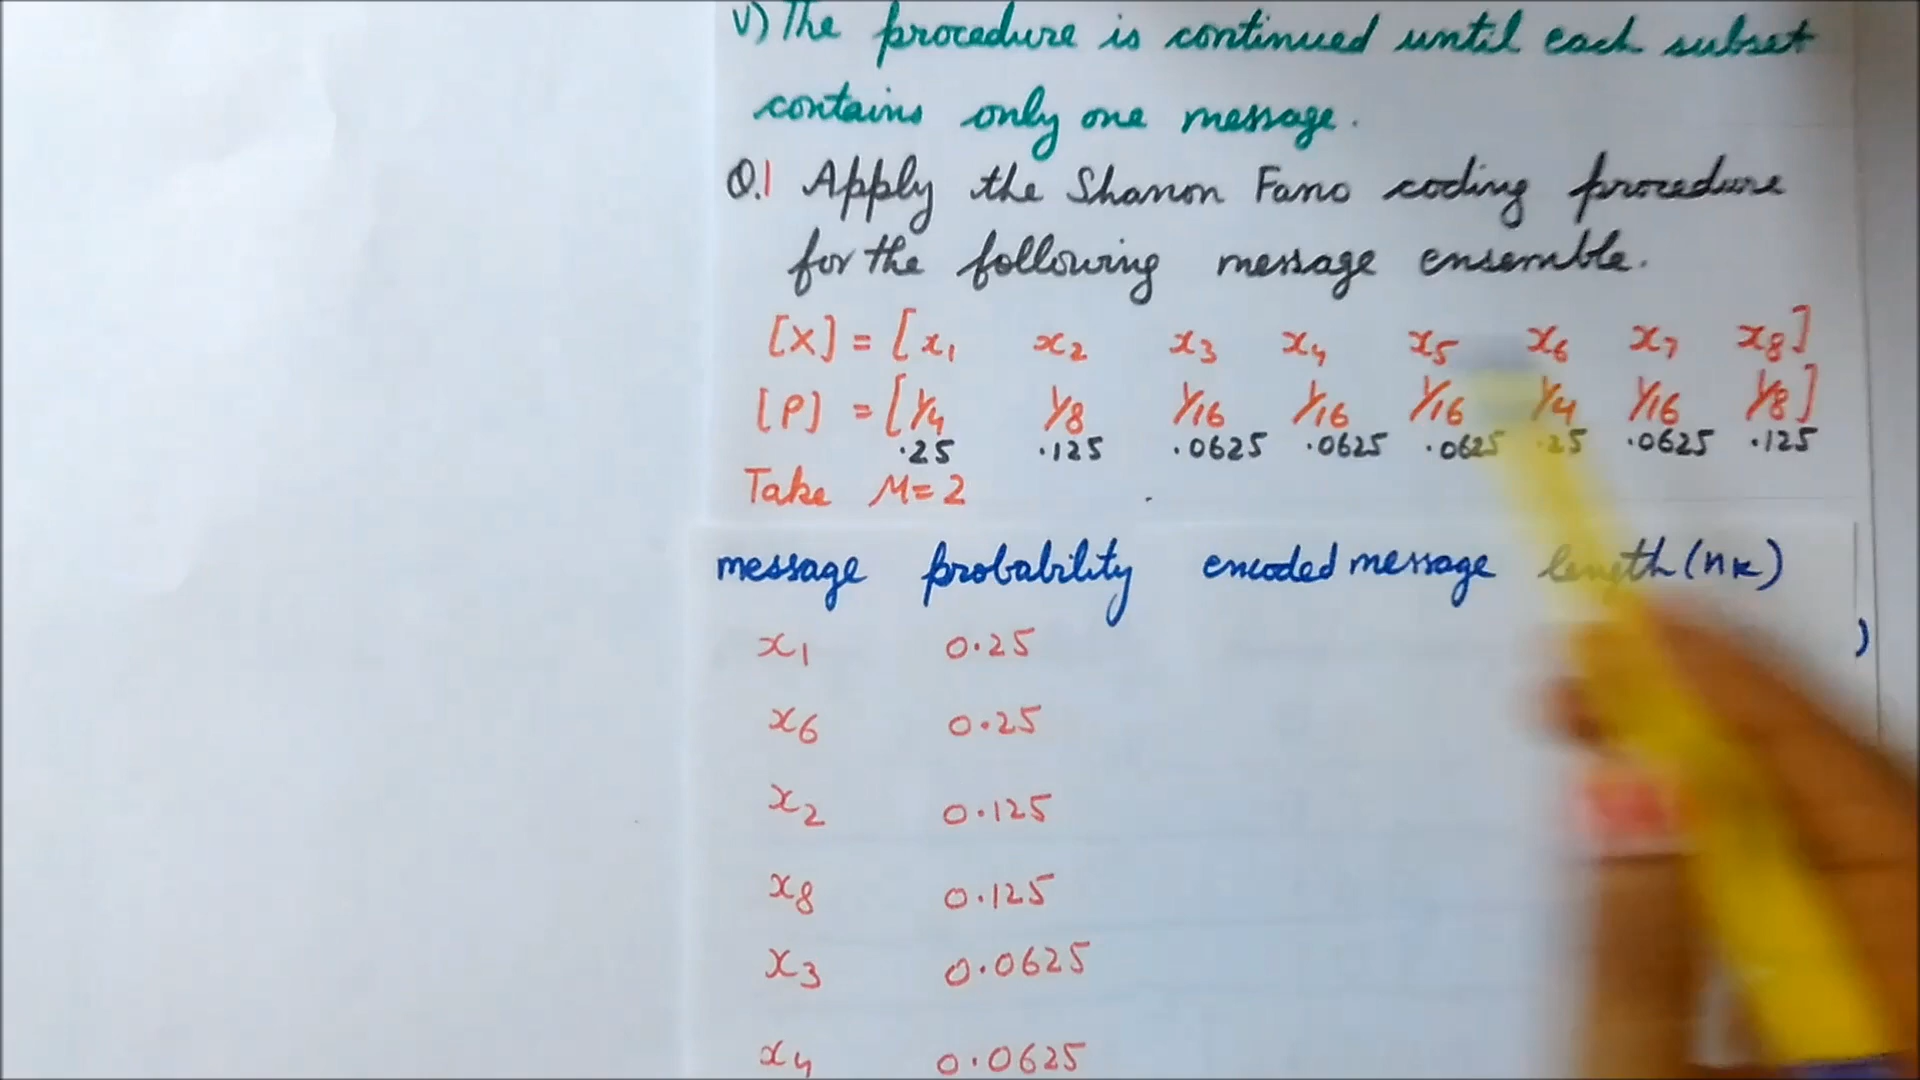 V) The procedure is continued until each subset
contains only one message.
Q.1 Apply the Shanon Fano coding procedure
for the following message ensemble.
[X] = [x1 x2 x3 x4 x5 x6 x7 x8]
[P] = [1/4 1/8 1/16 1/16 1/16 1/4 1/16 1/8]
.25 .125 .0625 .0625 .0625 .25 .0625 .125
Take M=2
message probability encoded message length (nk)
x1 0.25
x6 0.25
x2 0.125
x8 0.125
x3 0.0625
x4 0.0625